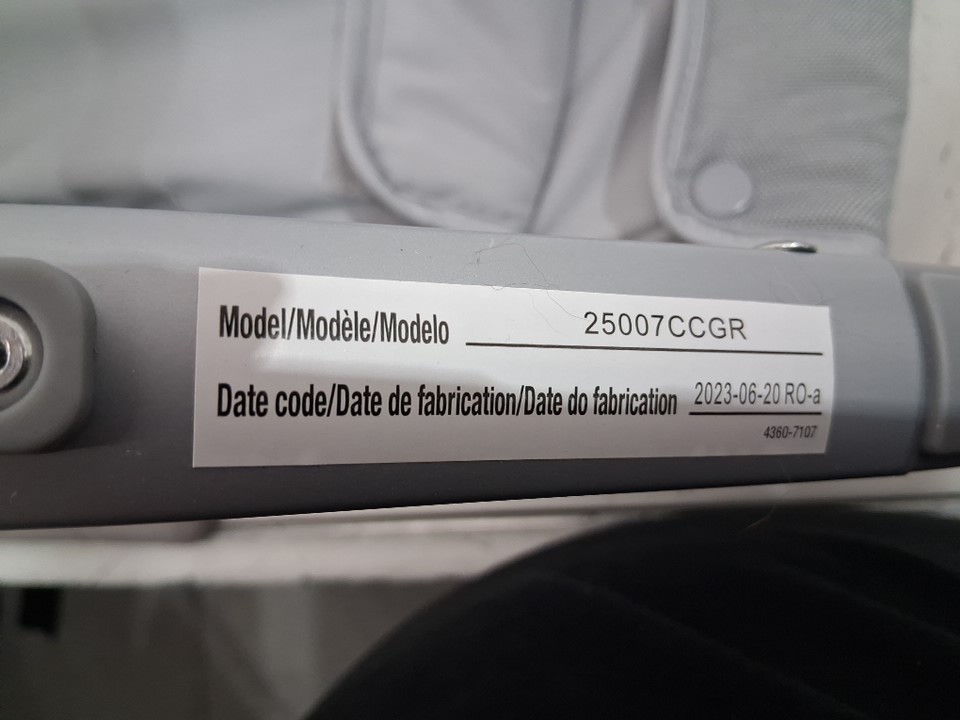 Model/Modèle/Modelo 25007CCGR
Date code/Date de fabrication/Date do fabrication 2023-06-20 RO-a
4360-7107